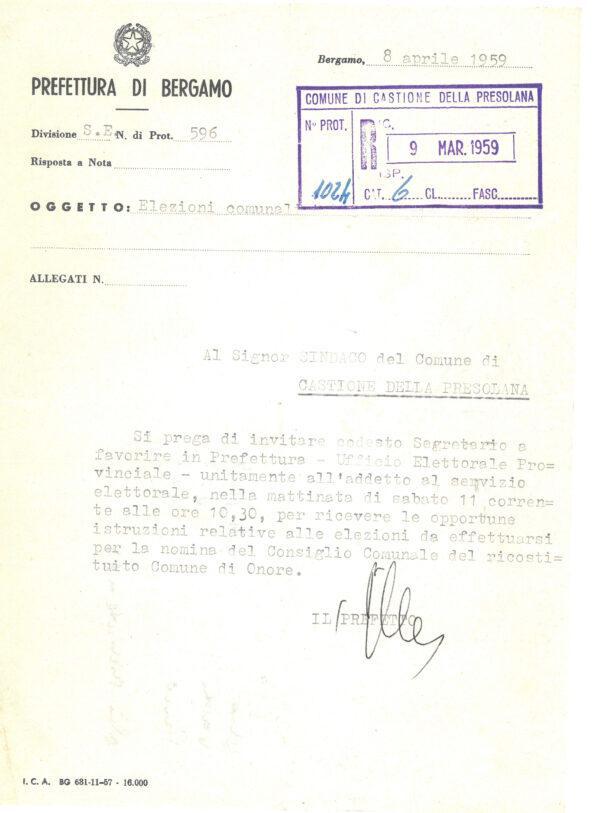 Bergamo, 8 aprile 1959
PREFETTURA DI BERGAMO
Divisione S.E. N. di Prot. 596
Risposta a Nota
OGGETTO: Elezioni comunali
ALLEGATI N.
COMUNE DI CASTIONE DELLA PRESOLANA
Nº PROT. 1024
R IC.
9 MAR. 1959
ISP.
CAT. 6 CL. FASC.
Al Signor SINDACO del Comune di
CASTIONE DELLA PRESOLANA
Si prega di invitare codesto Segretario a
favorire in Prefettura - Ufficio Elettorale Pro=
vinciale - unitamente all'addetto al servizio
elettorale, nella mattinata di sabato 11 corren=
te alle ore 10,30, per ricevere le opportune
istruzioni relative alle elezioni da effettuarsi
per la nomina del Consiglio Comunale del ricosti=
tuito Comune di Onore.
IL PREFETTO
I. C. A. BG 681-11-57 - 16.000